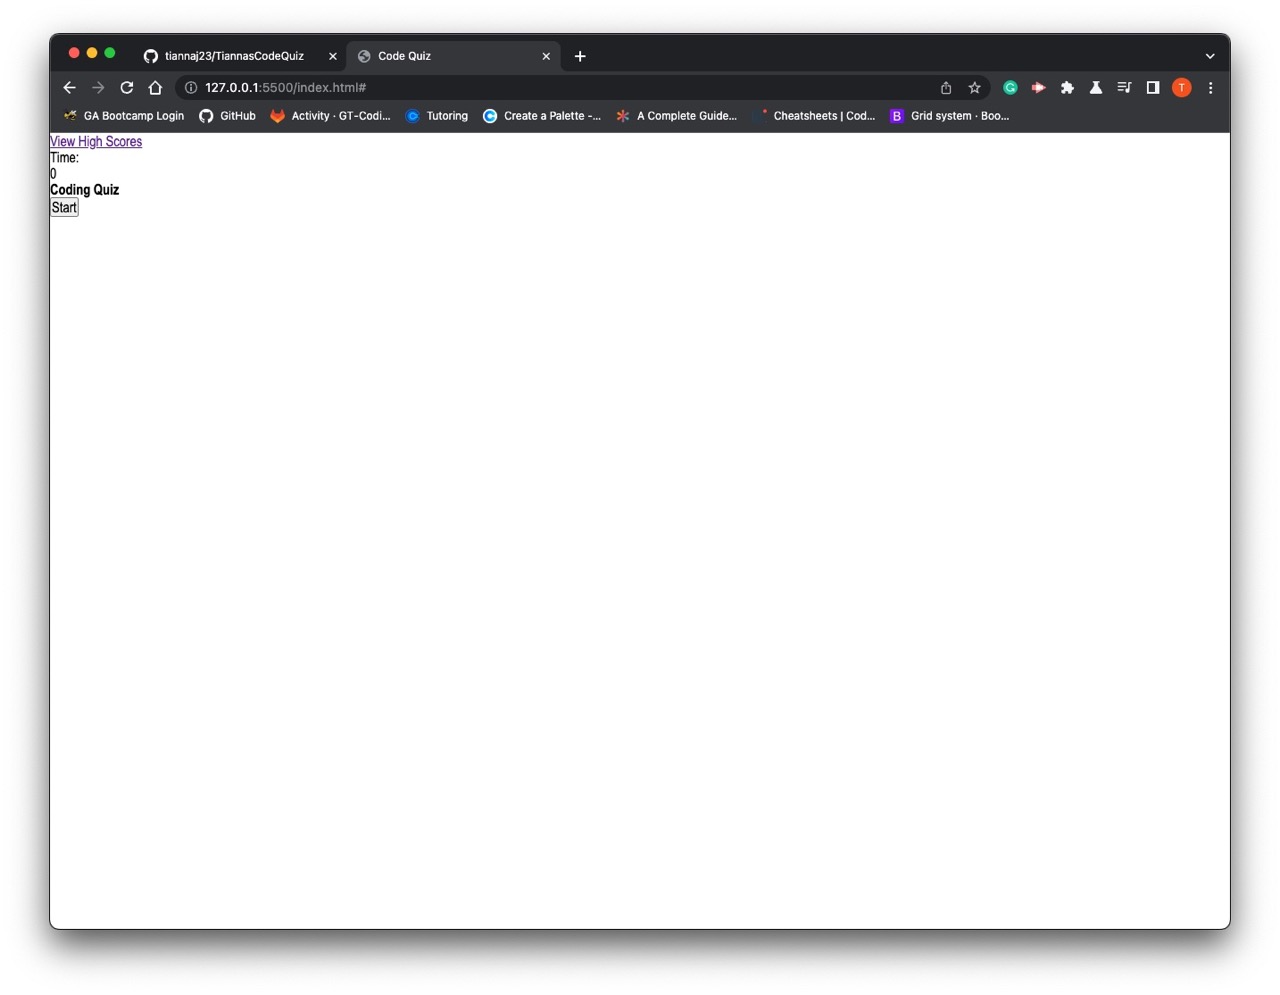 tiannaj23/TiannasCodeQuiz
Code Quiz
127.0.0.1:5500/index.html#
T
GA Bootcamp Login
GitHub
Activity · GT-Codi...
Tutoring
Create a Palette -...
A Complete Guide...
Cheatsheets | Cod...
B
Grid system · Boo...
View High Scores
Time:
0
Coding Quiz
Start